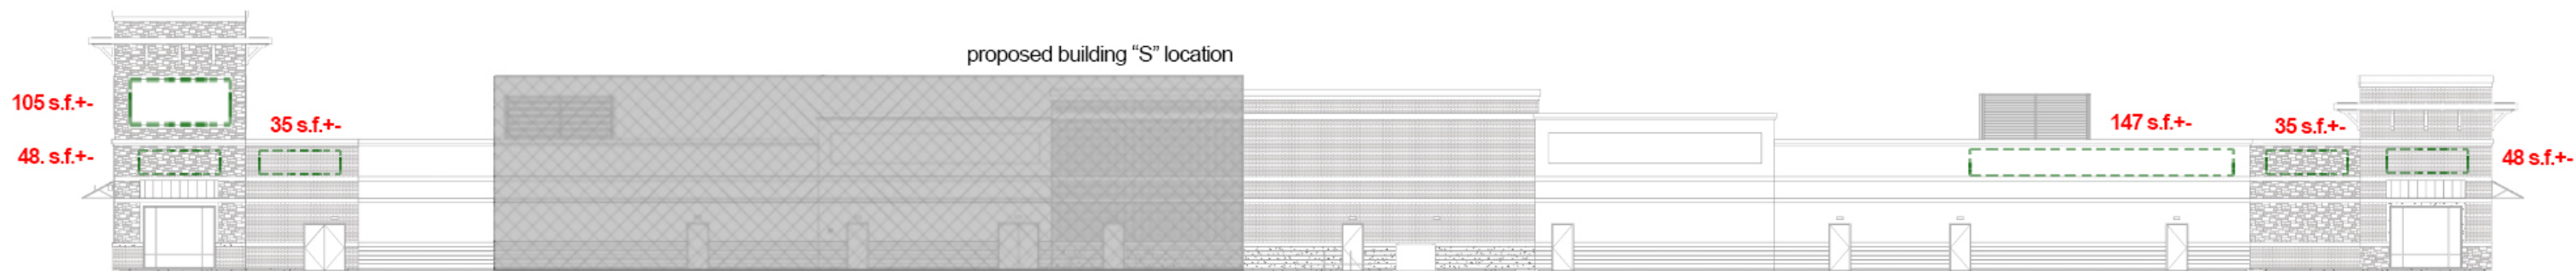 proposed building “S” location
105 s.f.+-
35 s.f.+-
48. s.f.+-
147 s.f.+-
35 s.f.+-
48 s.f.+-